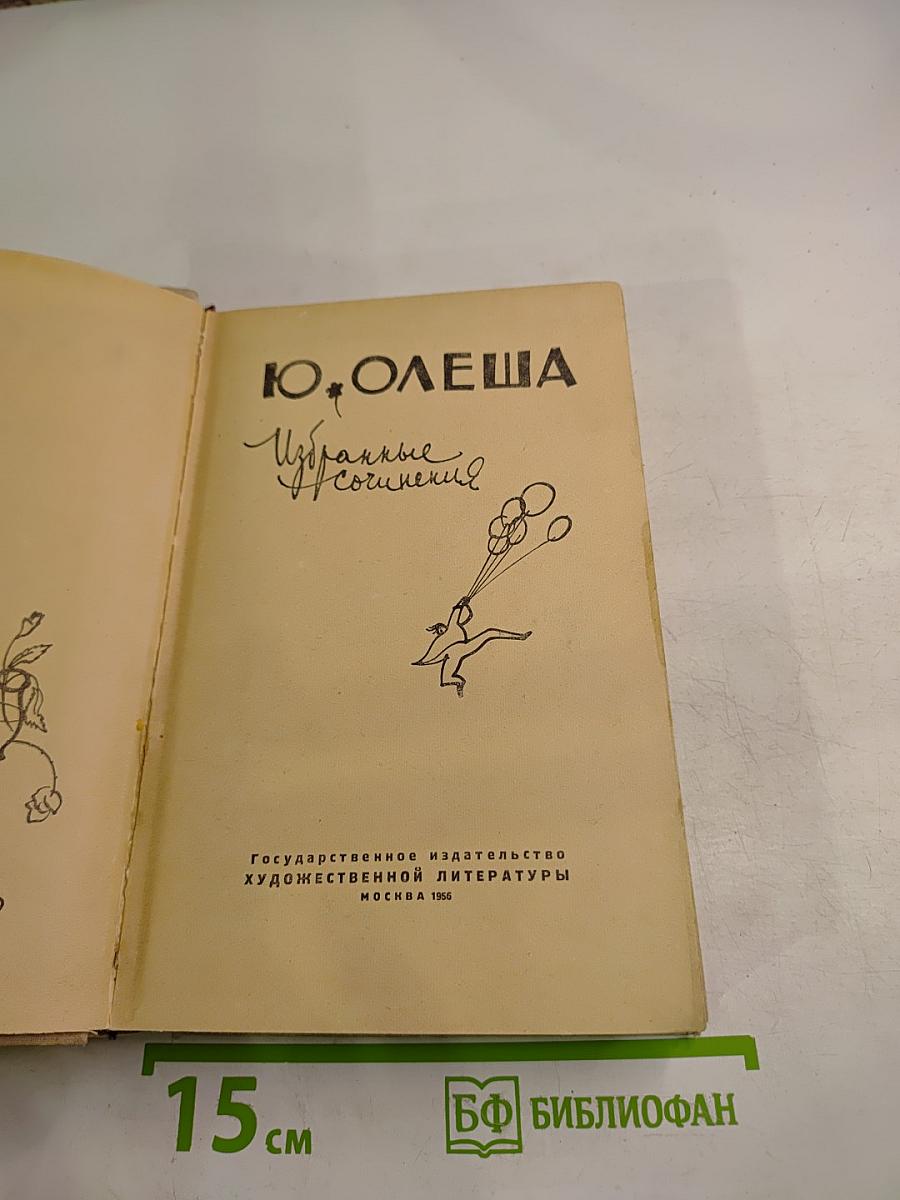 Ю. ОЛЕША
Избранные
сочинения
Государственное издательство
ХУДОЖЕСТВЕННОЙ ЛИТЕРАТУРЫ
МОСКВА 1956
15 см
БФ БИБЛИОФАН